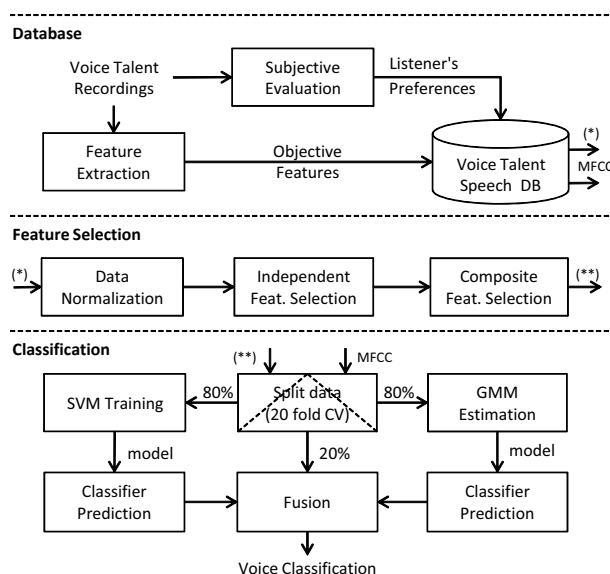 Database
Voice Talent
Recordings
Subjective
Evaluation
Listener's
Preferences
Feature
Extraction
Objective
Features
Voice Talent
Speech DB
(*)
MFCC
Feature Selection
(*)
Data
Normalization
Independent
Feat. Selection
Composite
Feat. Selection
(**)
Classification
(**)
MFCC
SVM Training
80%
Split data
(20 fold CV)
80%
GMM
Estimation
model
20%
model
Classifier
Prediction
Fusion
Classifier
Prediction
Voice Classification